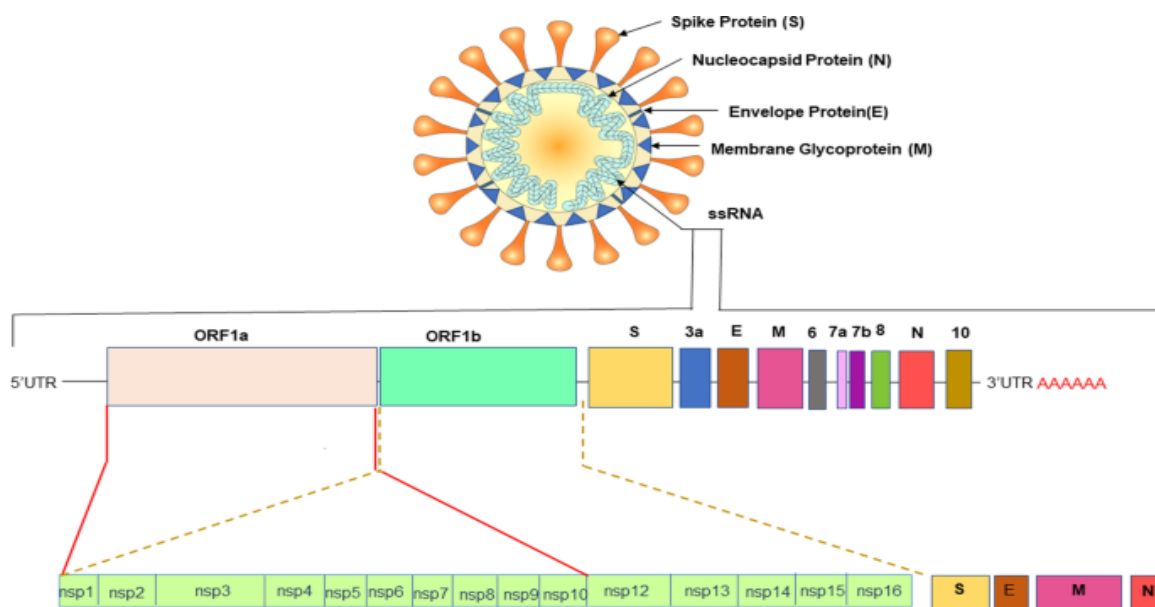 Spike Protein (S)
Nucleocapsid Protein (N)
Envelope Protein(E)
Membrane Glycoprotein (M)
ssRNA
ORF1a ORF1b S 3a E M 6 7a 7b 8 N 10
5'UTR 3'UTR AAAAAA
nsp1 nsp2 nsp3 nsp4 nsp5 nsp6 nsp7 nsp8 nsp9 nsp10 nsp12 nsp13 nsp14 nsp15 nsp16 S E M N